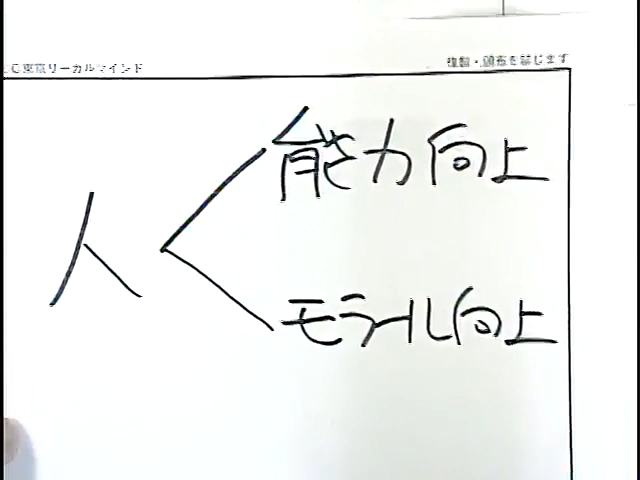 東京リーガルマインド
複製・頒布を禁じます
能力向上
人
モラール向上